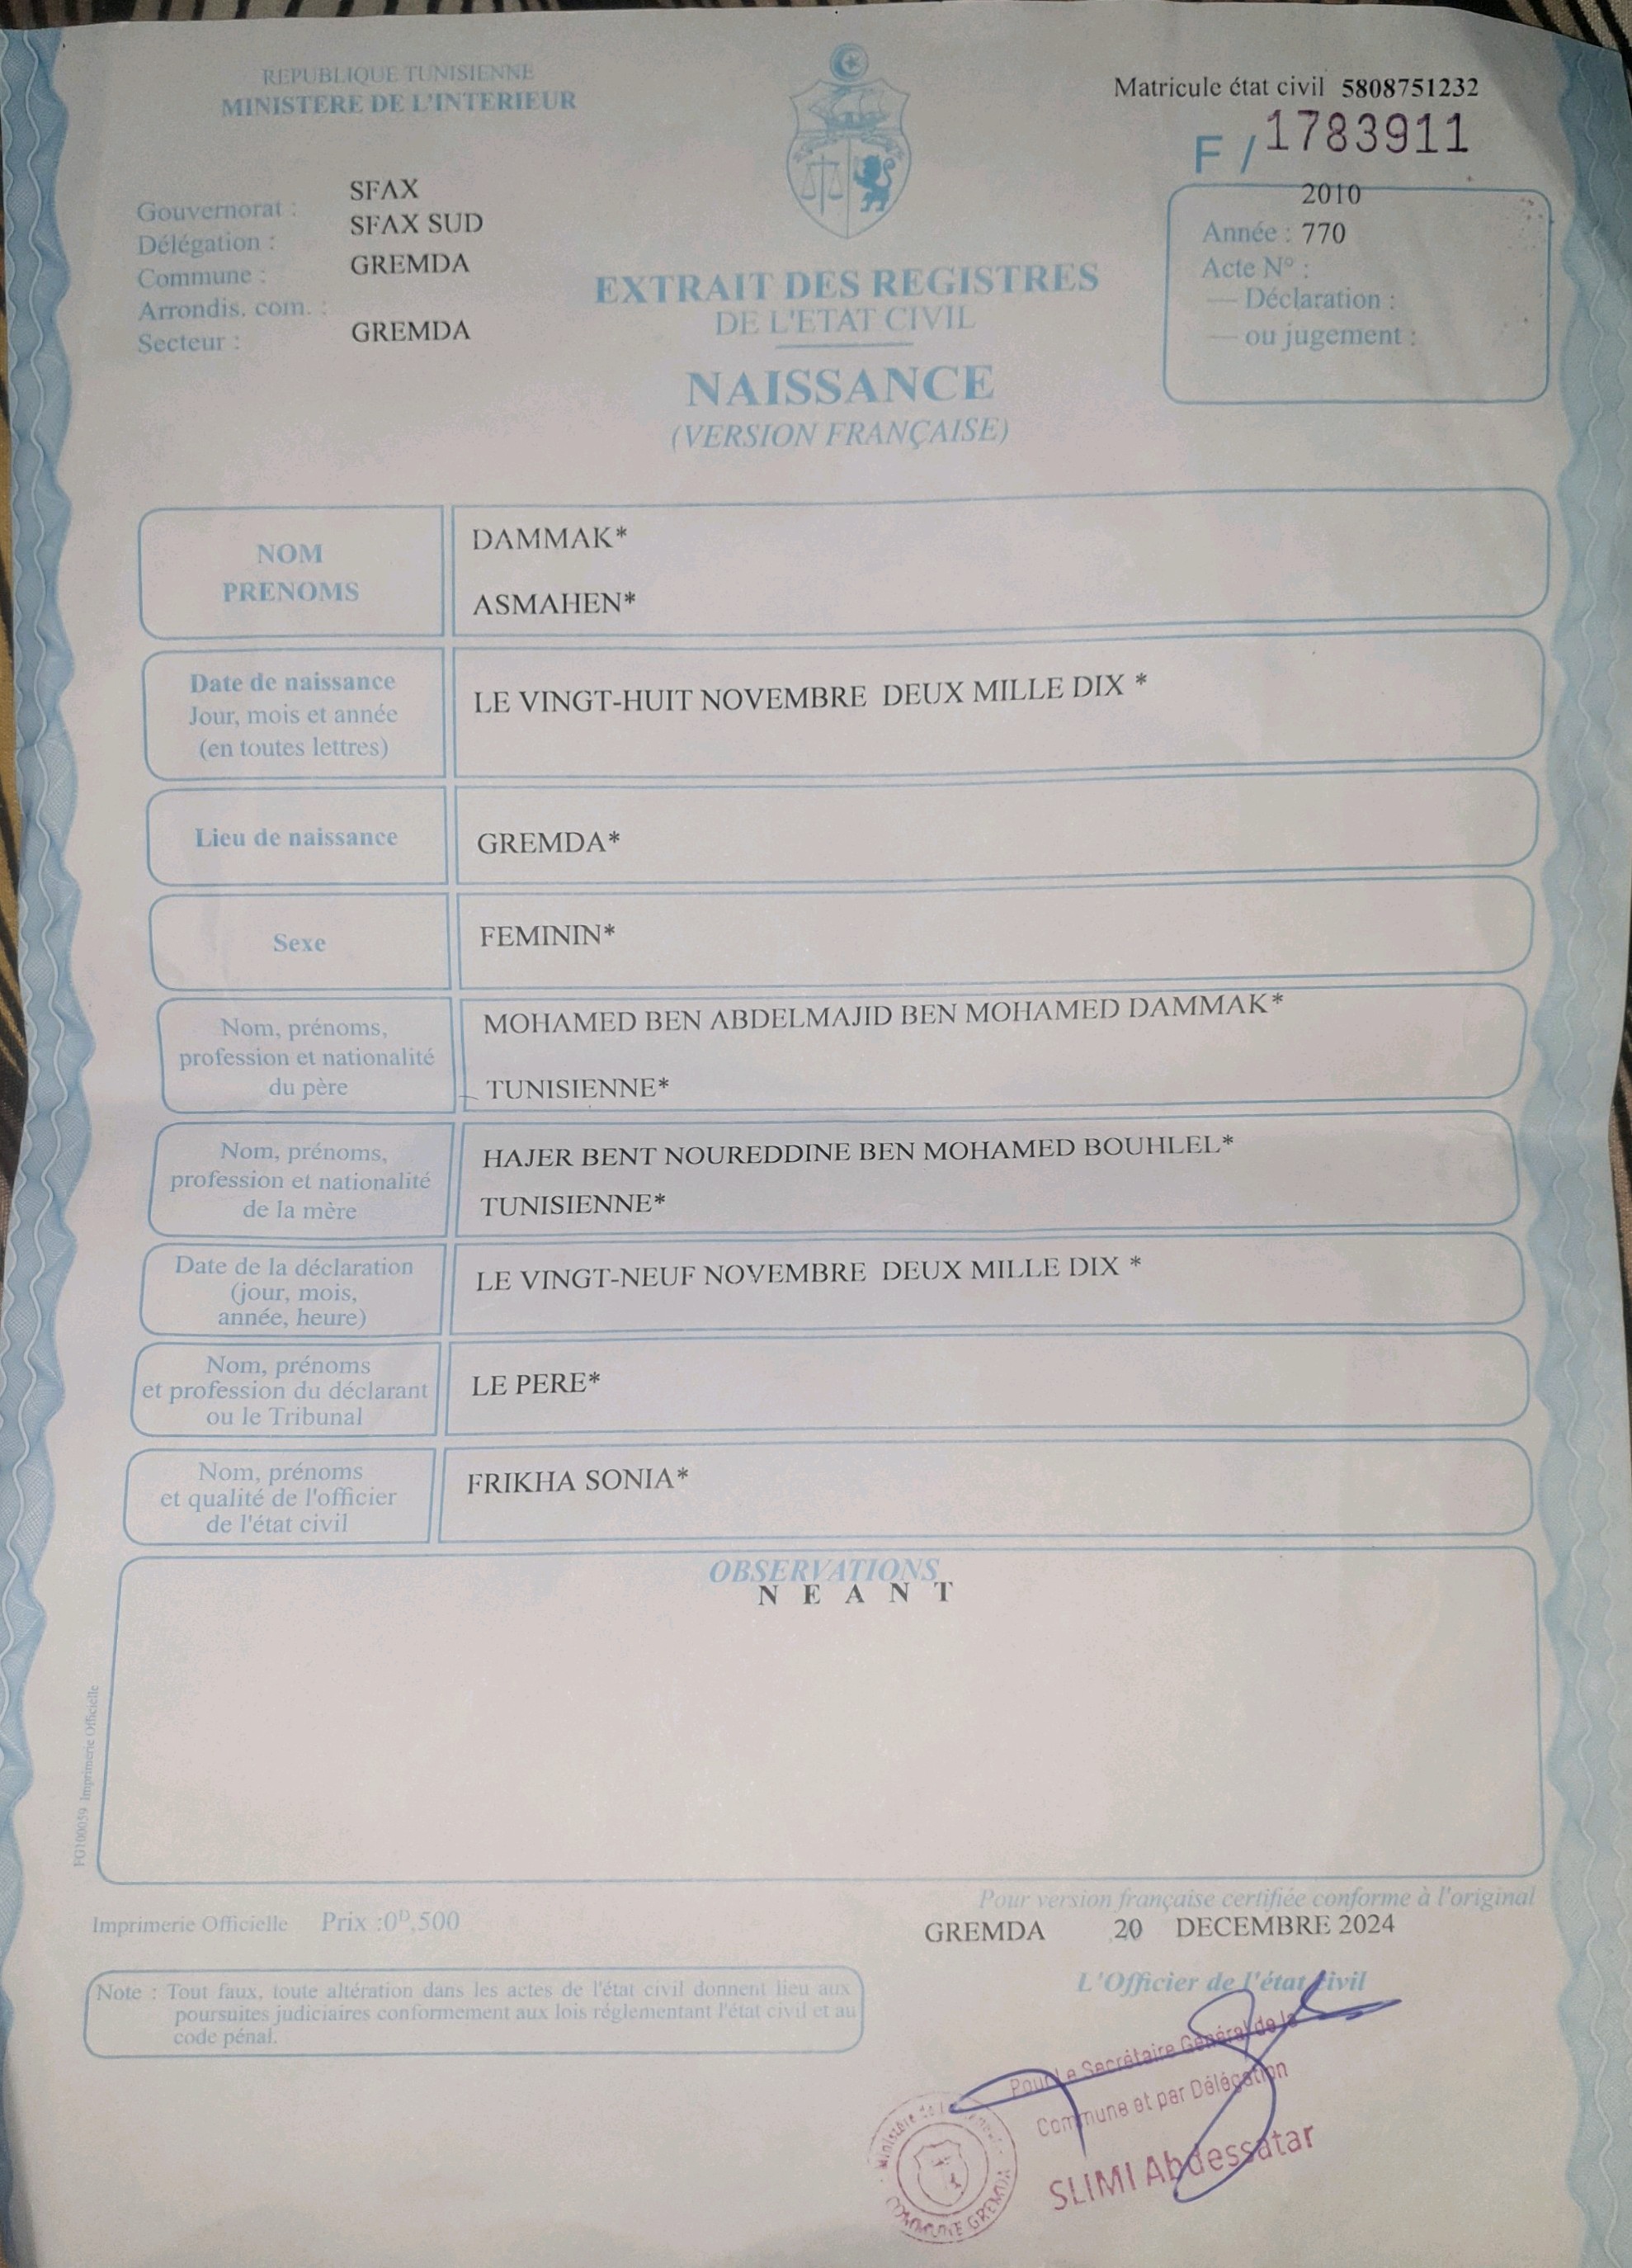 REPUBLIQUE TUNISIENNE
MINISTERE DE L'INTERIEUR
Matricule état civil 5808751232
F / 1783911
Gouvernorat : SFAX
Délégation : SFAX SUD
Commune : GREMDA
Arrondis. com. :
Secteur : GREMDA
2010
Année : 770
Acte N° :
— Déclaration :
— ou jugement :
EXTRAIT DES REGISTRES
DE L'ETAT CIVIL
NAISSANCE
(VERSION FRANÇAISE)
NOM
PRENOMS
DAMMAK*
ASMAHEN*
Date de naissance
Jour, mois et année
(en toutes lettres)
LE VINGT-HUIT NOVEMBRE DEUX MILLE DIX *
Lieu de naissance
GREMDA*
Sexe
FEMININ*
Nom, prénoms,
profession et nationalité
du père
MOHAMED BEN ABDELMAJID BEN MOHAMED DAMMAK*
TUNISIENNE*
Nom, prénoms,
profession et nationalité
de la mère
HAJER BENT NOUREDDINE BEN MOHAMED BOUHLEL*
TUNISIENNE*
Date de la déclaration
(jour, mois,
année, heure)
LE VINGT-NEUF NOVEMBRE DEUX MILLE DIX *
Nom, prénoms
et profession du déclarant
ou le Tribunal
LE PERE*
Nom, prénoms
et qualité de l'officier
de l'état civil
FRIKHA SONIA*
OBSERVATIONS
N E A N T
FG100059 Imprimerie Officielle
Imprimerie Officielle Prix :0D,500
Pour version française certifiée conforme à l'original
GREMDA 20 DECEMBRE 2024
L'Officier de l'état civil
Note : Tout faux, toute altération dans les actes de l'état civil donnent lieu aux
poursuites judiciaires conformement aux lois réglementant l'état civil et au
code pénal.
Pour Le Secrétaire Général de la
Commune et par Délégation
SLIMI Abdessatar
Ministère de l'
COMMUNE GREMDA